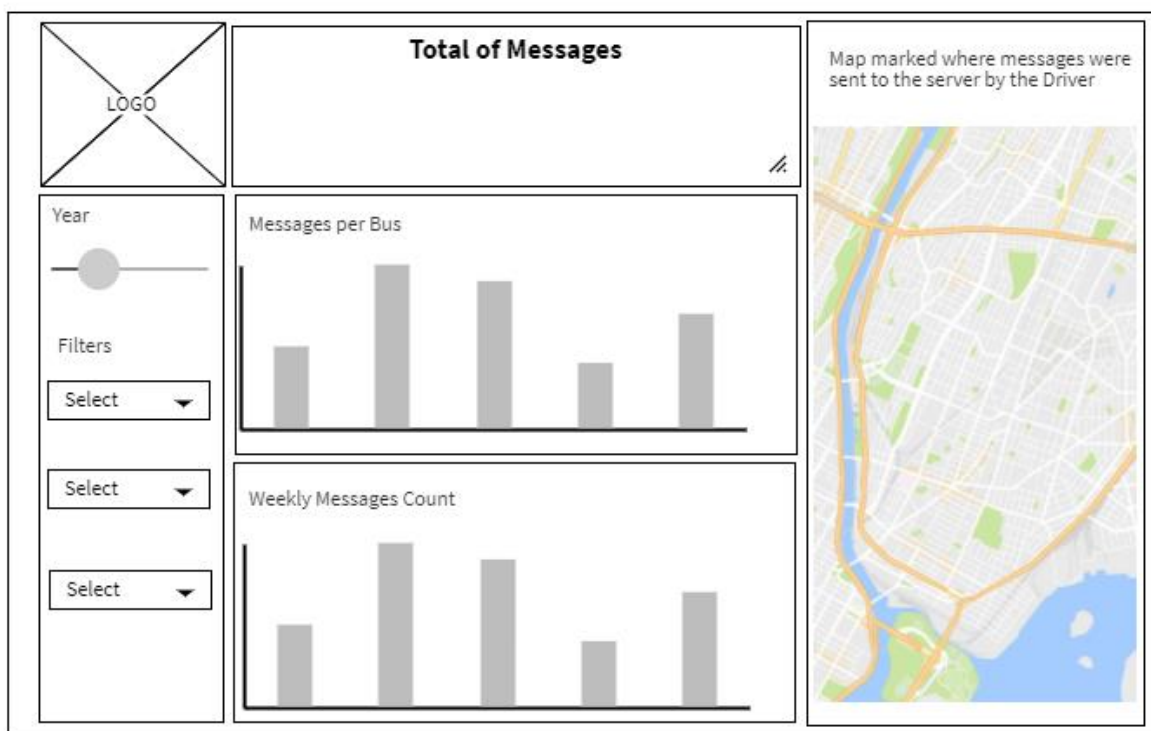 LOGO
Total of Messages
Map marked where messages were
sent to the server by the Driver
Year
Filters
Select
Select
Select
Messages per Bus
Weekly Messages Count